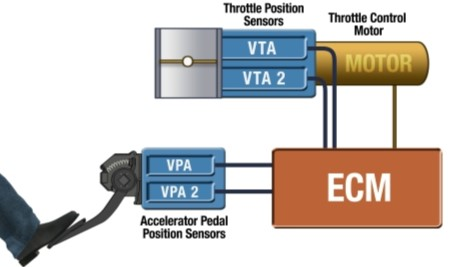 Throttle Position
Sensors
Throttle Control
Motor
VTA
VTA 2
MOTOR
VPA
VPA 2
ECM
Accelerator Pedal
Position Sensors